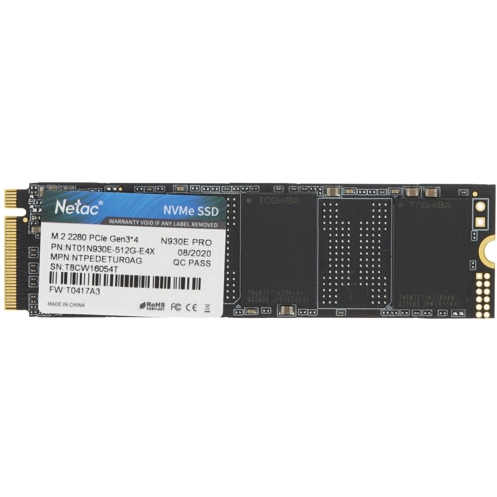 Netac®
NVMe SSD
WARRANTY VOID IF ANY LABEL REMOVED
M.2 2280 PCIe Gen3*4
N930E PRO
PN:NT01N930E-512G-E4X
08/2020
MPN:NTPEDETUR0AG
QC PASS
SN:T8CW16054T
FW T0417A3
MADE IN CHINA
RoHS
COMPLIANT
CE
TOSHIBA
TOSHIBA